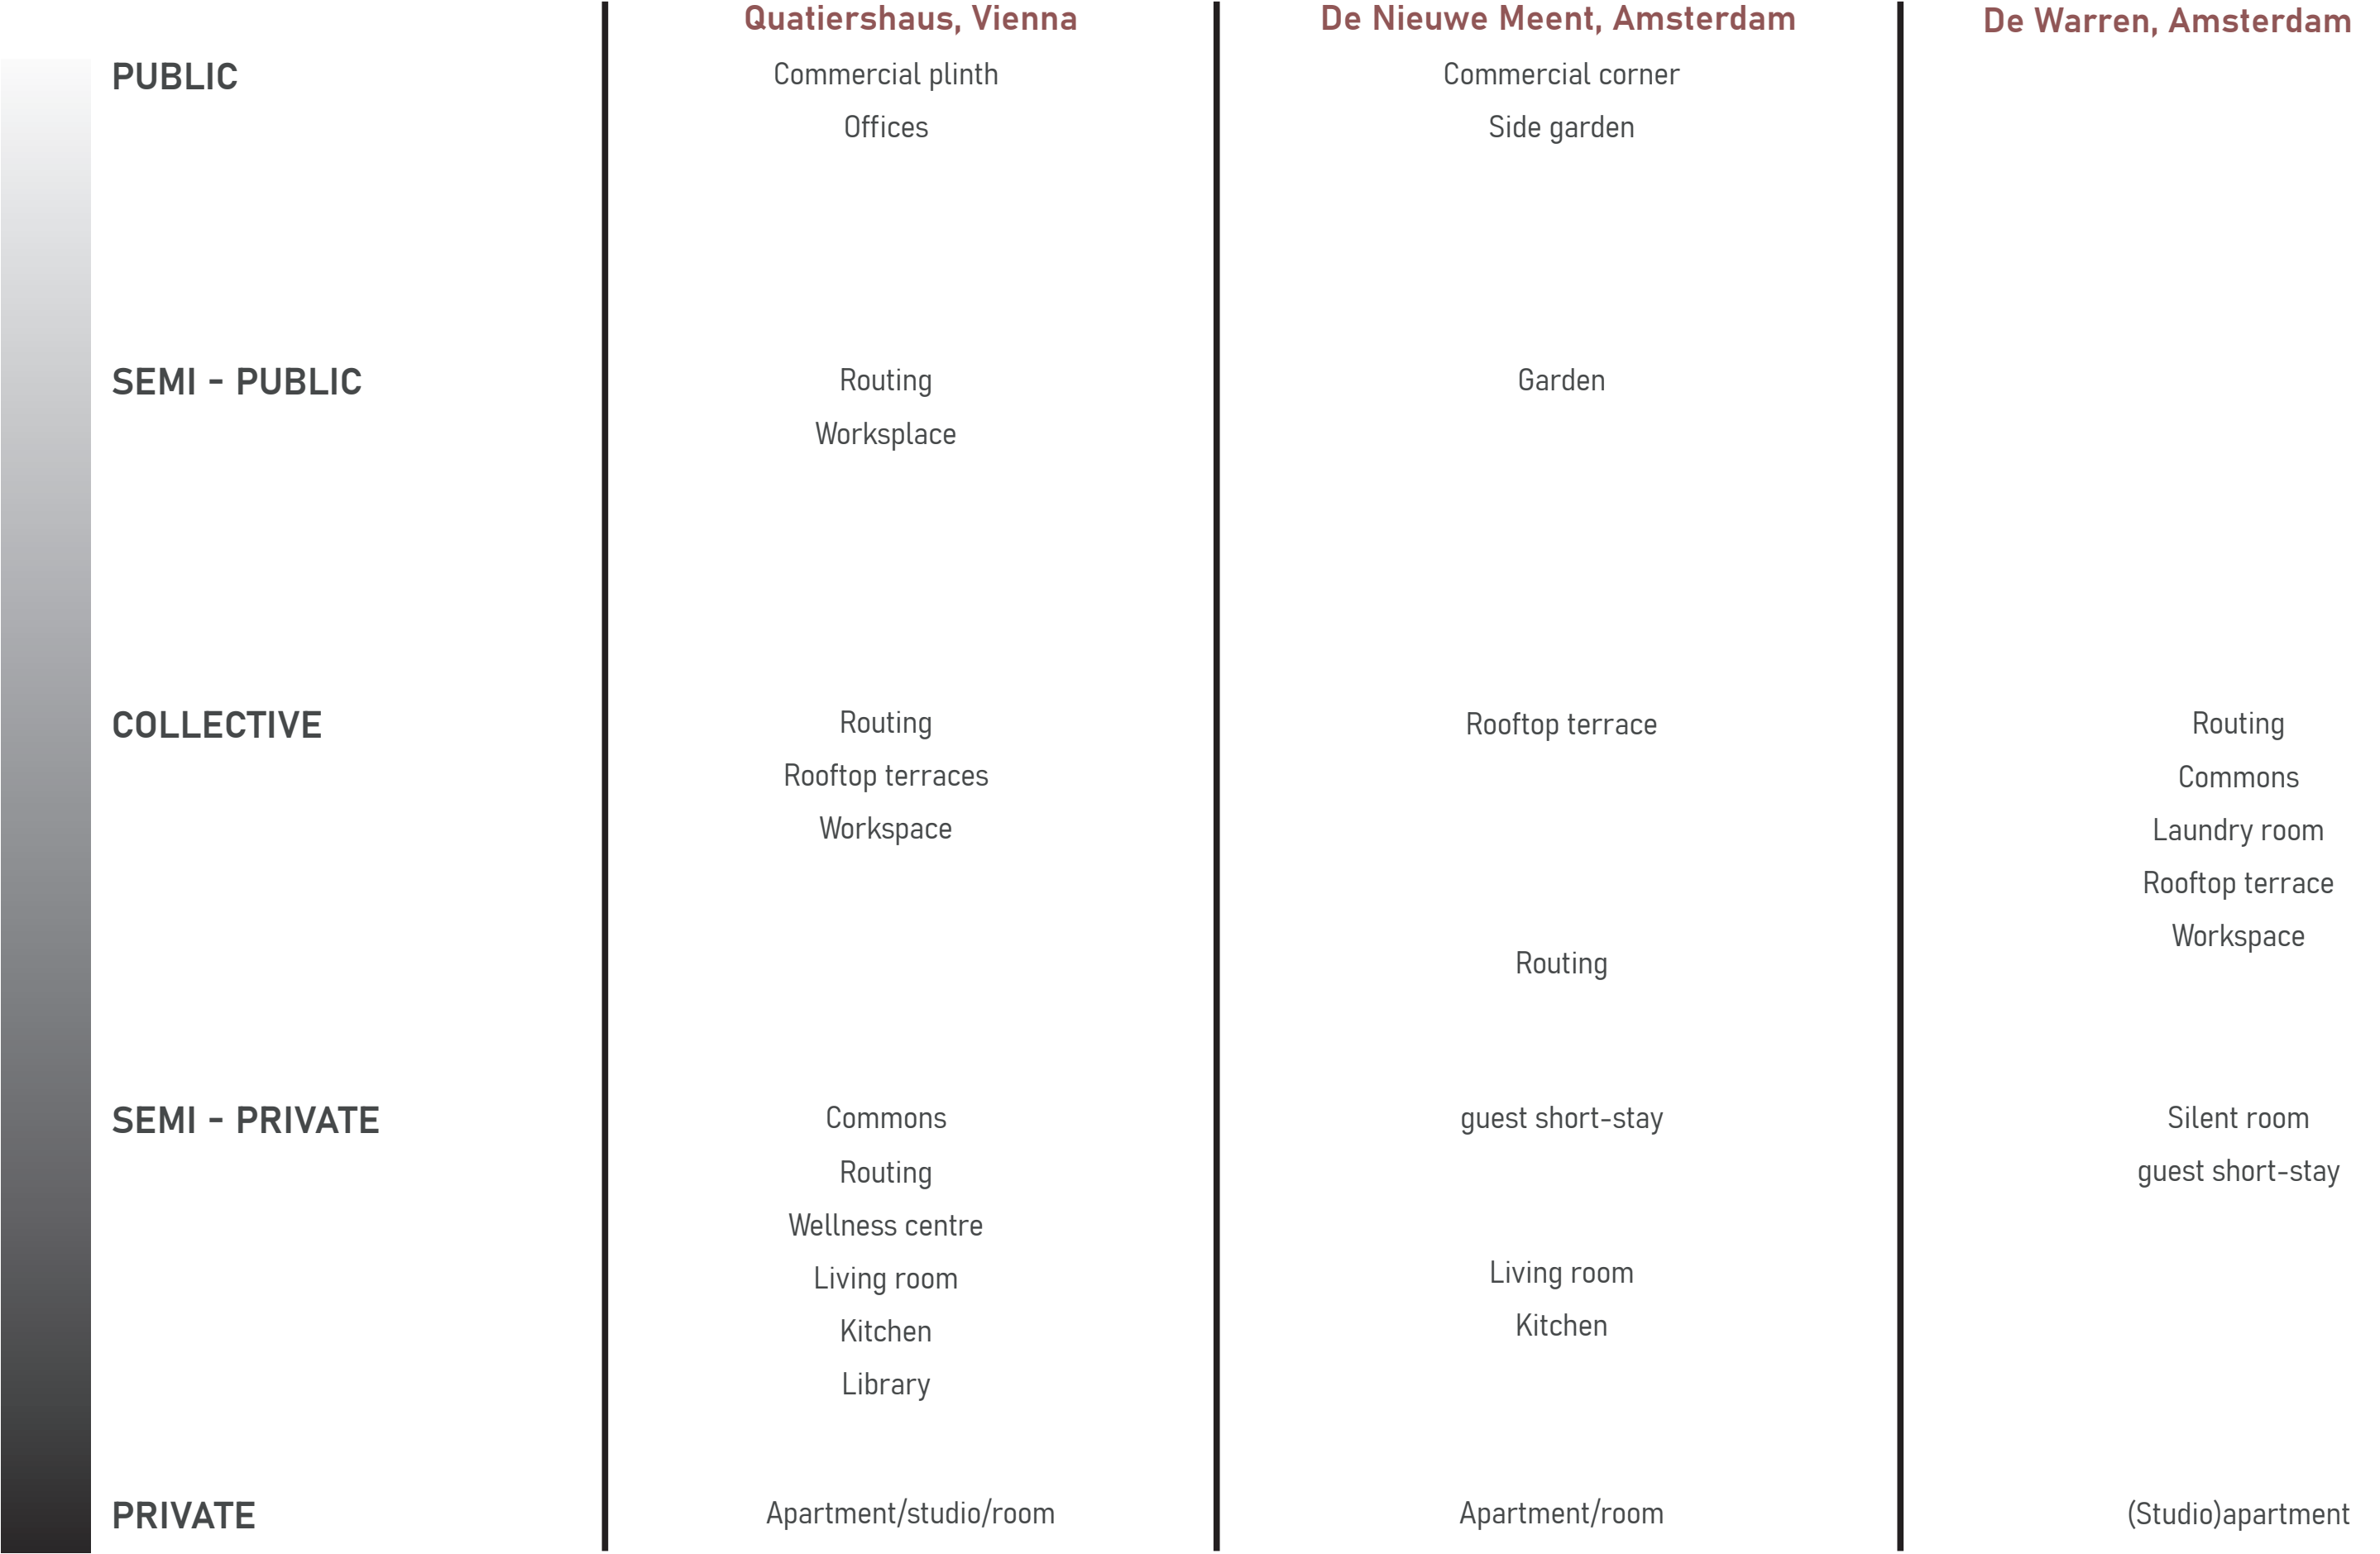 Quatiershaus, Vienna
De Nieuwe Meent, Amsterdam
De Warren, Amsterdam
PUBLIC
Commercial plinth
Commercial corner
Offices
Side garden
SEMI - PUBLIC
Routing
Garden
Worksplace
COLLECTIVE
Routing
Rooftop terrace
Routing
Rooftop terraces
Commons
Workspace
Laundry room
Rooftop terrace
Workspace
Routing
SEMI - PRIVATE
Commons
guest short-stay
Silent room
Routing
guest short-stay
Wellness centre
Living room
Living room
Kitchen
Kitchen
Library
PRIVATE
Apartment/studio/room
Apartment/room
(Studio)apartment